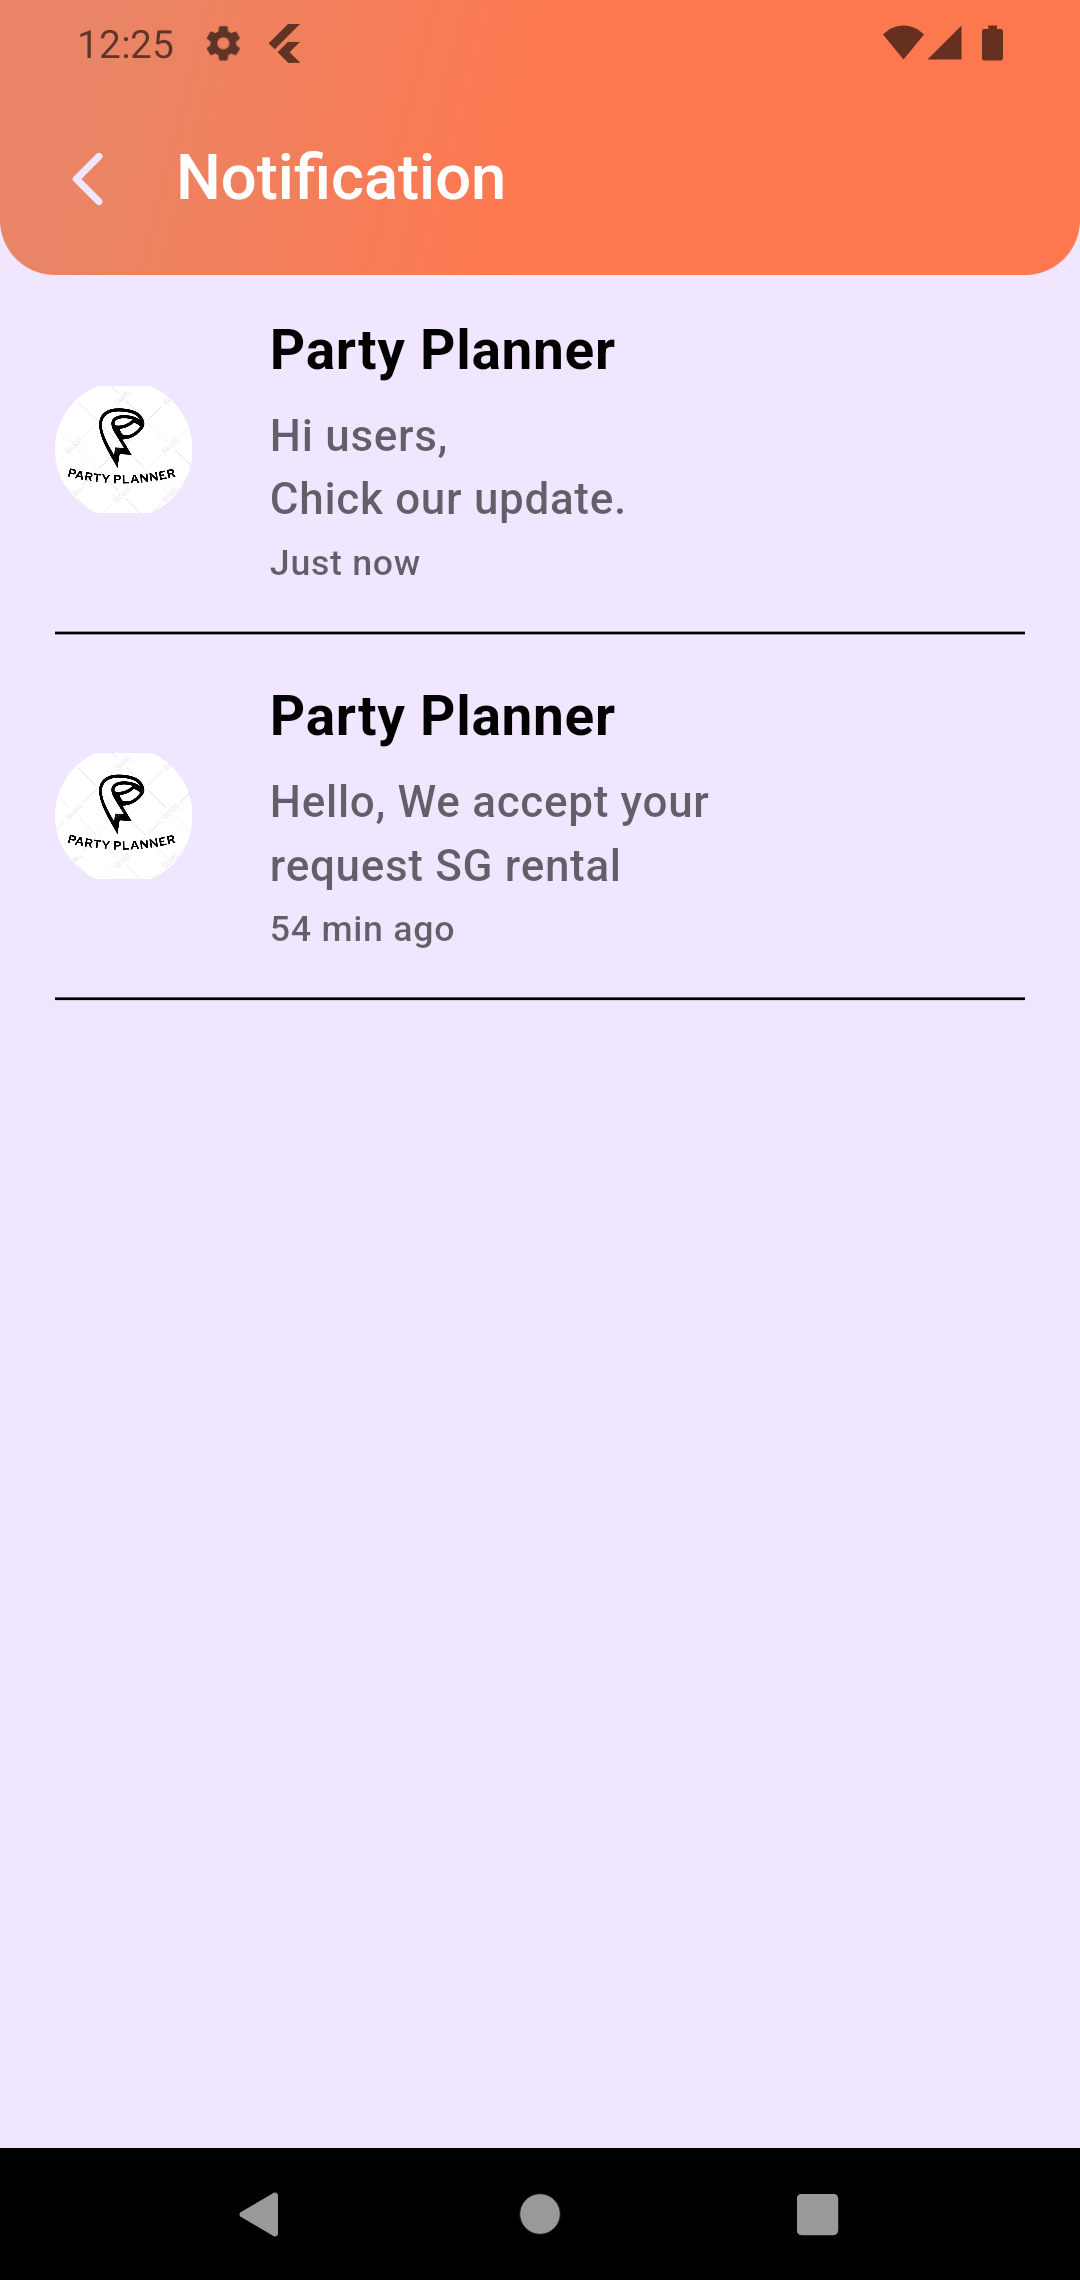 12:25
Notification
Party Planner
Hi users,
Chick our update.
Just now
PARTY PLANNER
Party Planner
Hello, We accept your
request SG rental
54 min ago
PARTY PLANNER